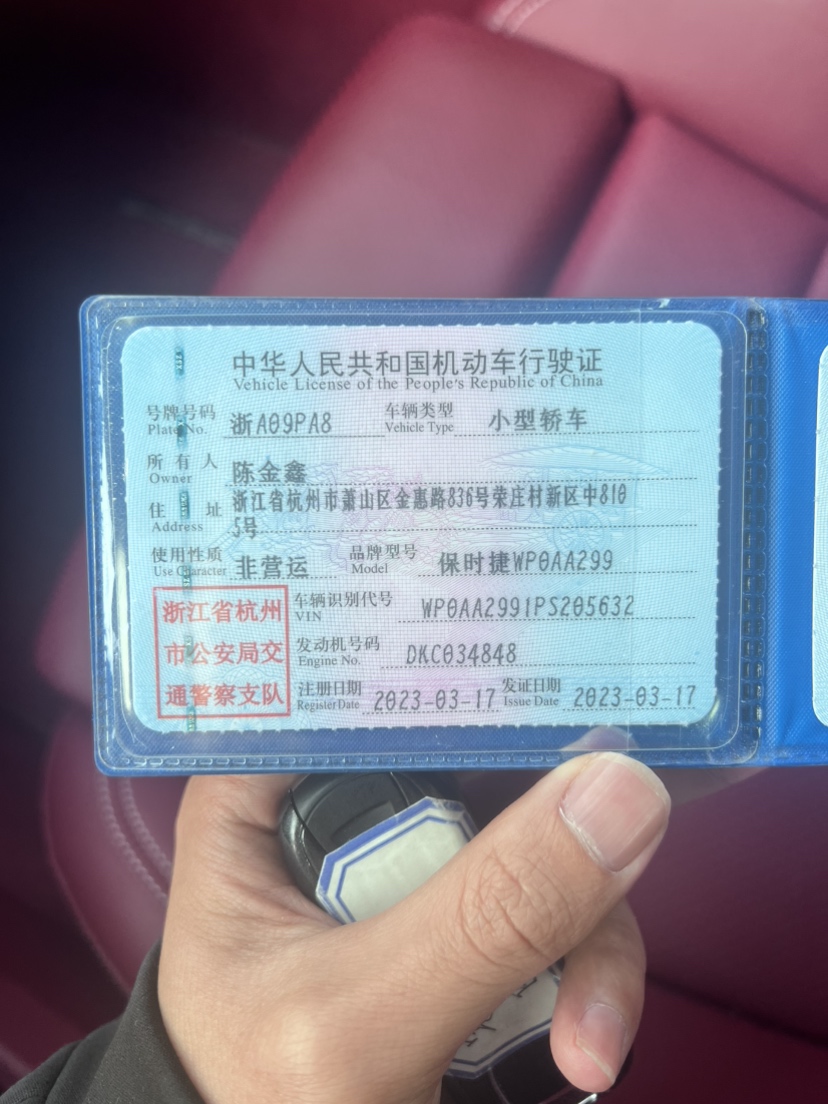 中华人民共和国机动车行驶证
Vehicle License of the People's Republic of China
号牌号码 浙A09PA8 车辆类型 小型轿车
Plate No. Vehicle Type
所有人 陈金鑫
Owner
住址 浙江省杭州市萧山区金惠路836号荣庄村新区中810
Address 5号
使用性质 非营运 品牌型号 保时捷WP0AA299
Use Character Model
浙江省杭州 车辆识别代号 WP0AA2991PS205632
VIN
市公安局交 发动机号码 DKC034848
Engine No.
通警察支队 注册日期 2023-03-17 发证日期 2023-03-17
Register Date Issue Date